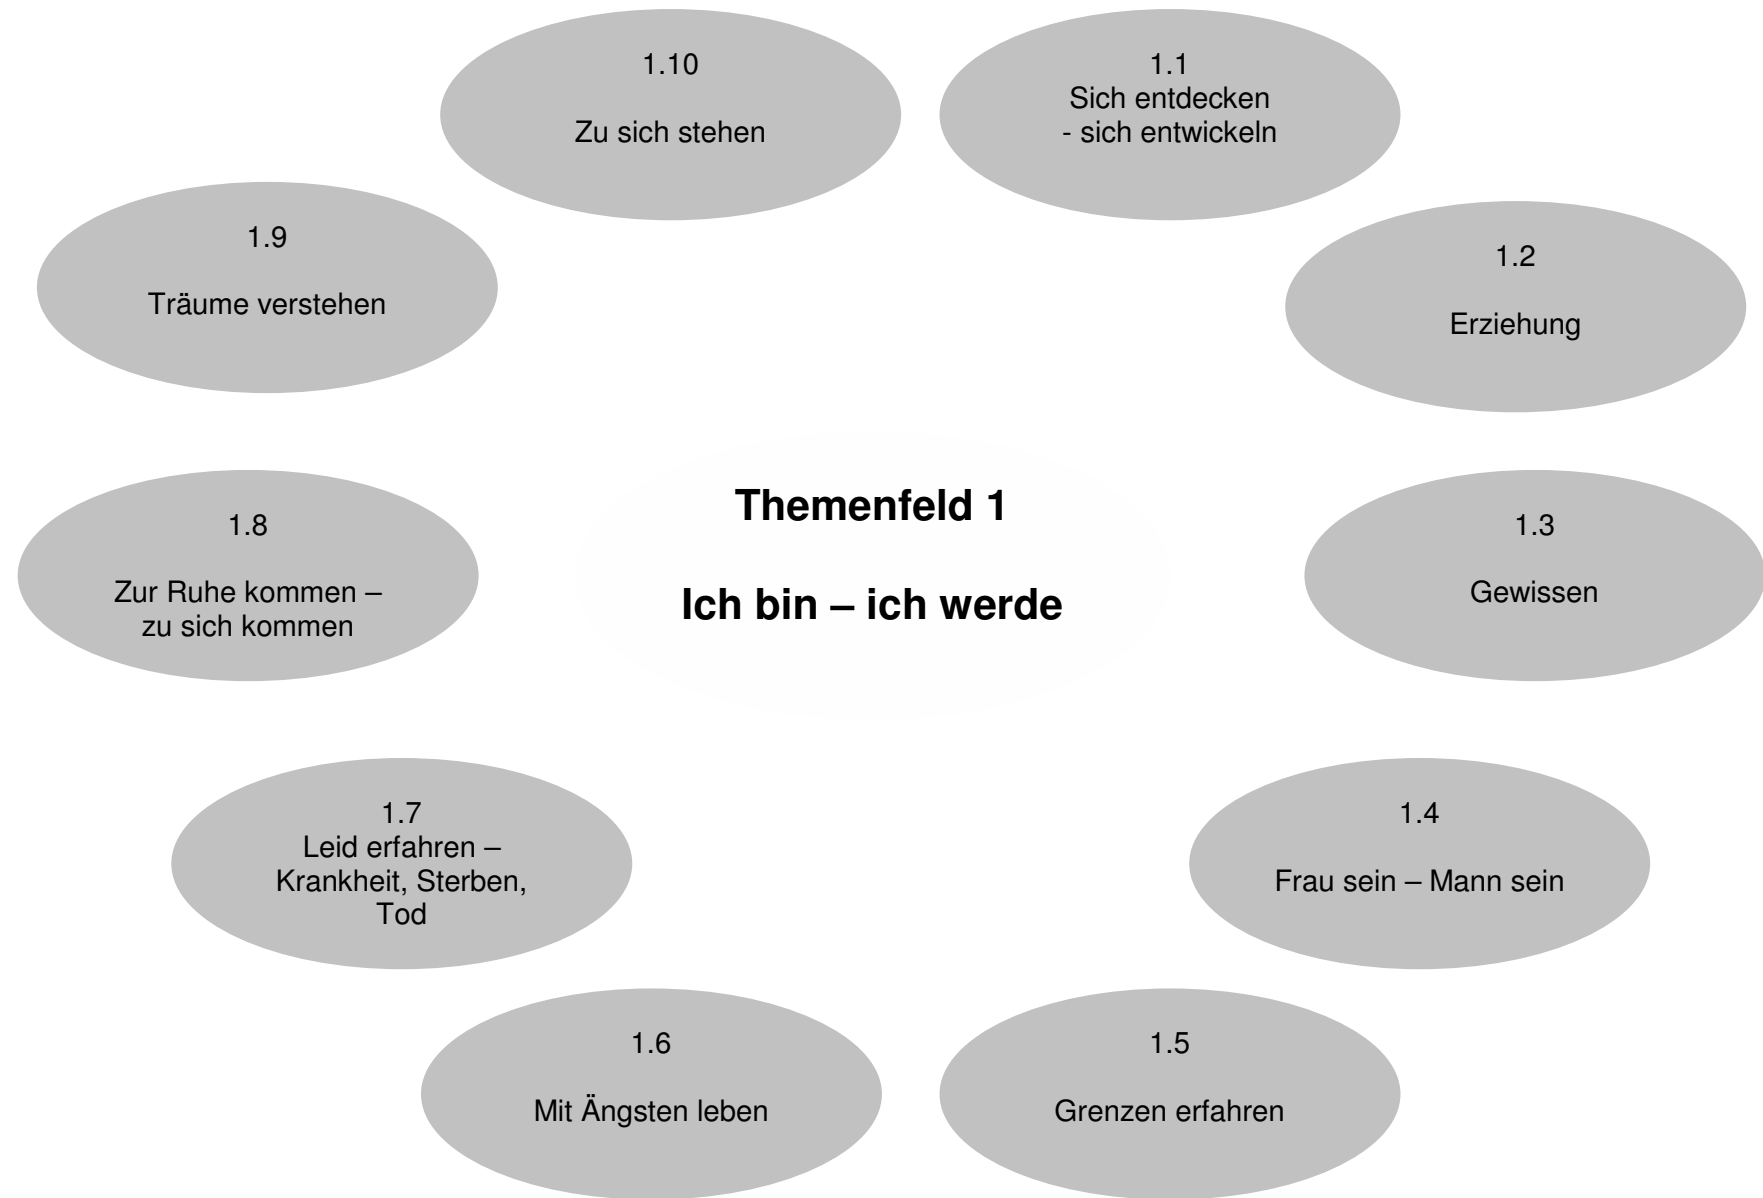 Themenfeld 1
Ich bin – ich werde
1.1
Sich entdecken
- sich entwickeln
1.2
Erziehung
1.3
Gewissen
1.4
Frau sein – Mann sein
1.5
Grenzen erfahren
1.6
Mit Ängsten leben
1.7
Leid erfahren –
Krankheit, Sterben,
Tod
1.8
Zur Ruhe kommen –
zu sich kommen
1.9
Träume verstehen
1.10
Zu sich stehen